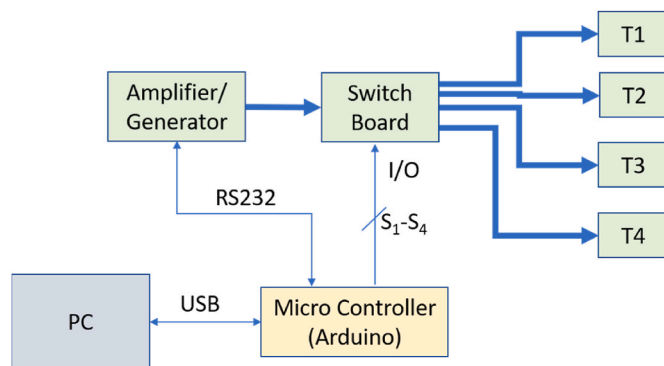 T1
Amplifier/
Generator
Switch
Board
T2
T3
I/O
RS232
S₁-S₄
T4
PC
USB
Micro Controller
(Arduino)